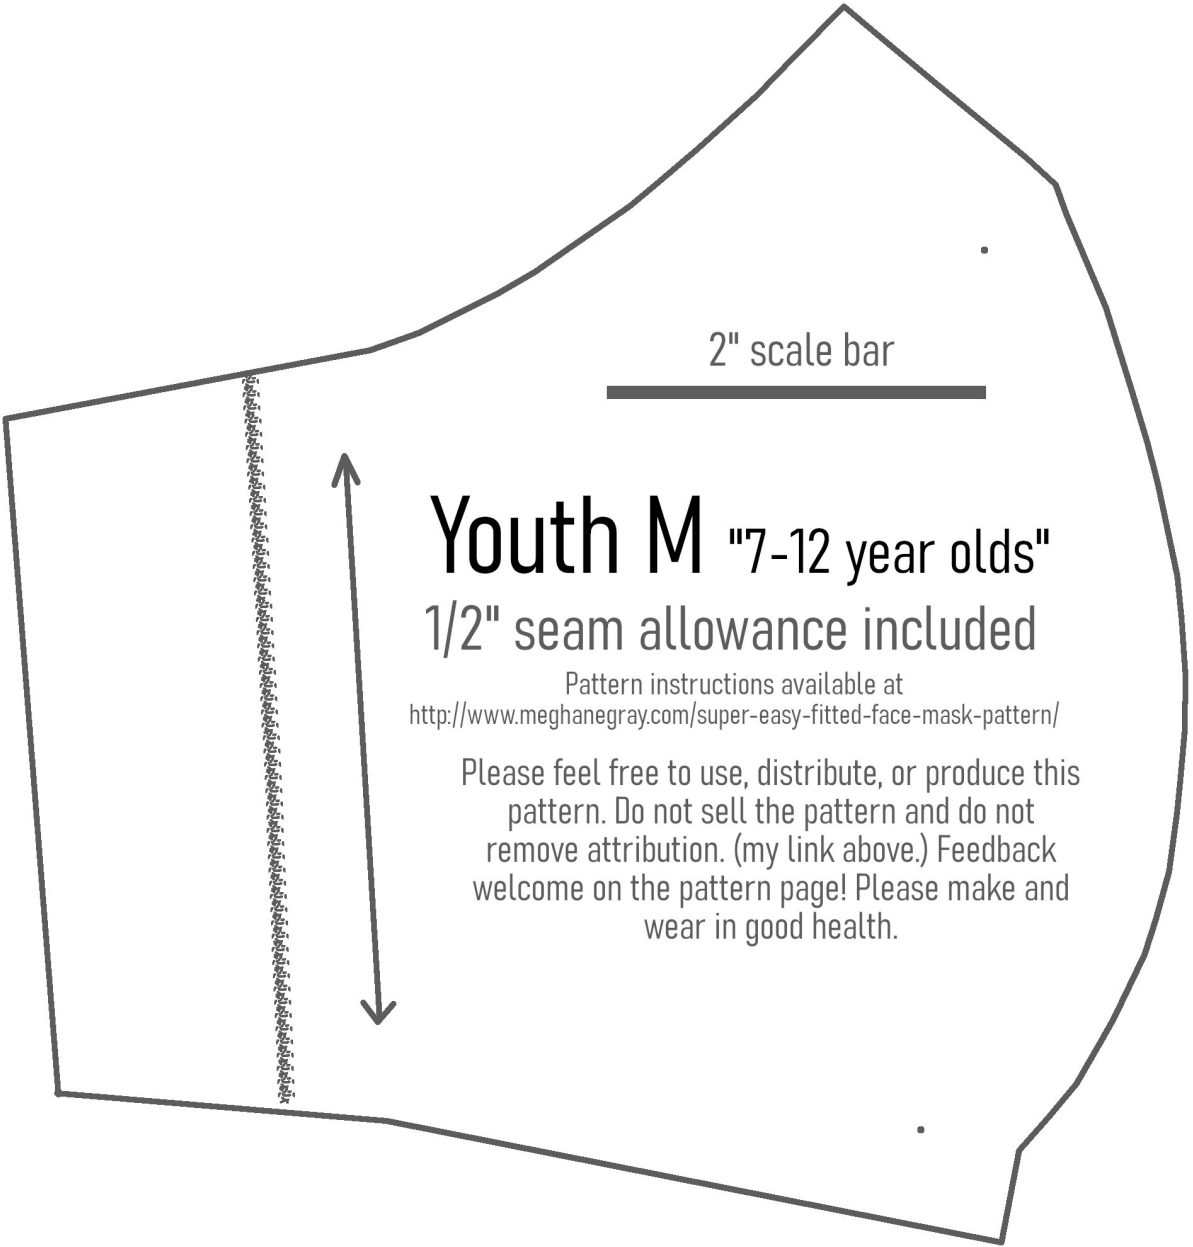 2" scale bar
Youth M "7-12 year olds"
1/2" seam allowance included
Pattern instructions available at
http://www.meghanegray.com/super-easy-fitted-face-mask-pattern/
Please feel free to use, distribute, or produce this
pattern. Do not sell the pattern and do not
remove attribution. (my link above.) Feedback
welcome on the pattern page! Please make and
wear in good health.